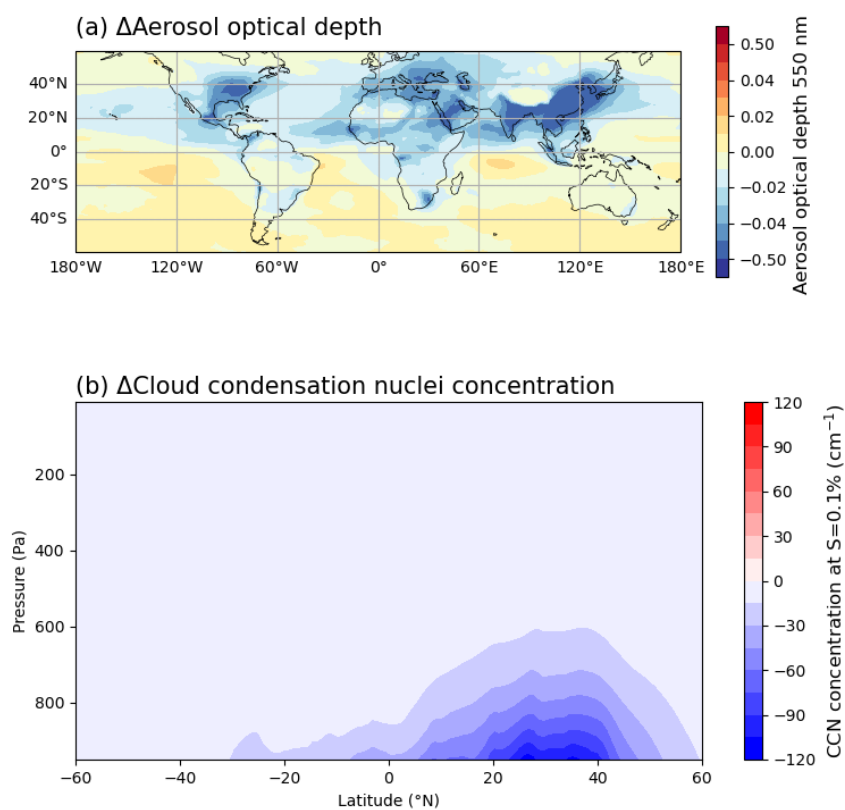 (a) ΔAerosol optical depth
40°N
20°N
0°
20°S
40°S
180°W 120°W 60°W 0° 60°E 120°E 180°E
0.50
0.04
0.02
0.00
−0.02
−0.04
−0.50
Aerosol optical depth 550 nm
(b) ΔCloud condensation nuclei concentration
200
400
600
800
Pressure (Pa)
−60 −40 −20 0 20 40 60
Latitude (°N)
120
90
60
30
0
−30
−60
−90
−120
CCN concentration at S=0.1% (cm⁻¹)